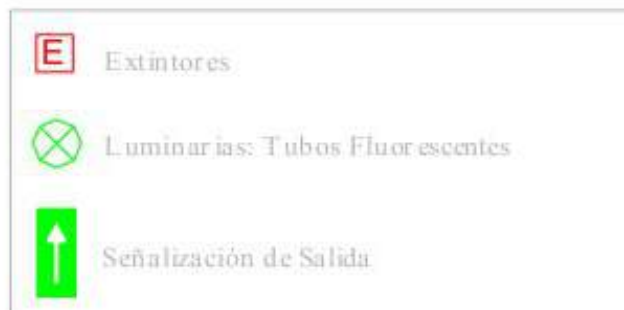 E Extintores
Luminarias: Tubos Fluorescentes
Señalización de Salida